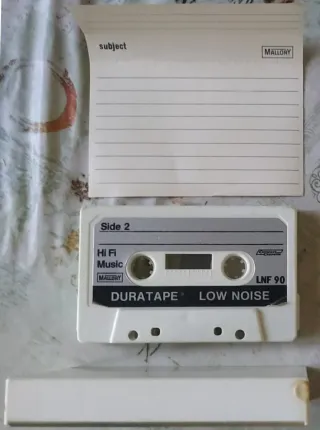 subject
MALLORY
Side 2
Hi Fi
Music
MALLORY
LNF 90
DURATAPE LOW NOISE